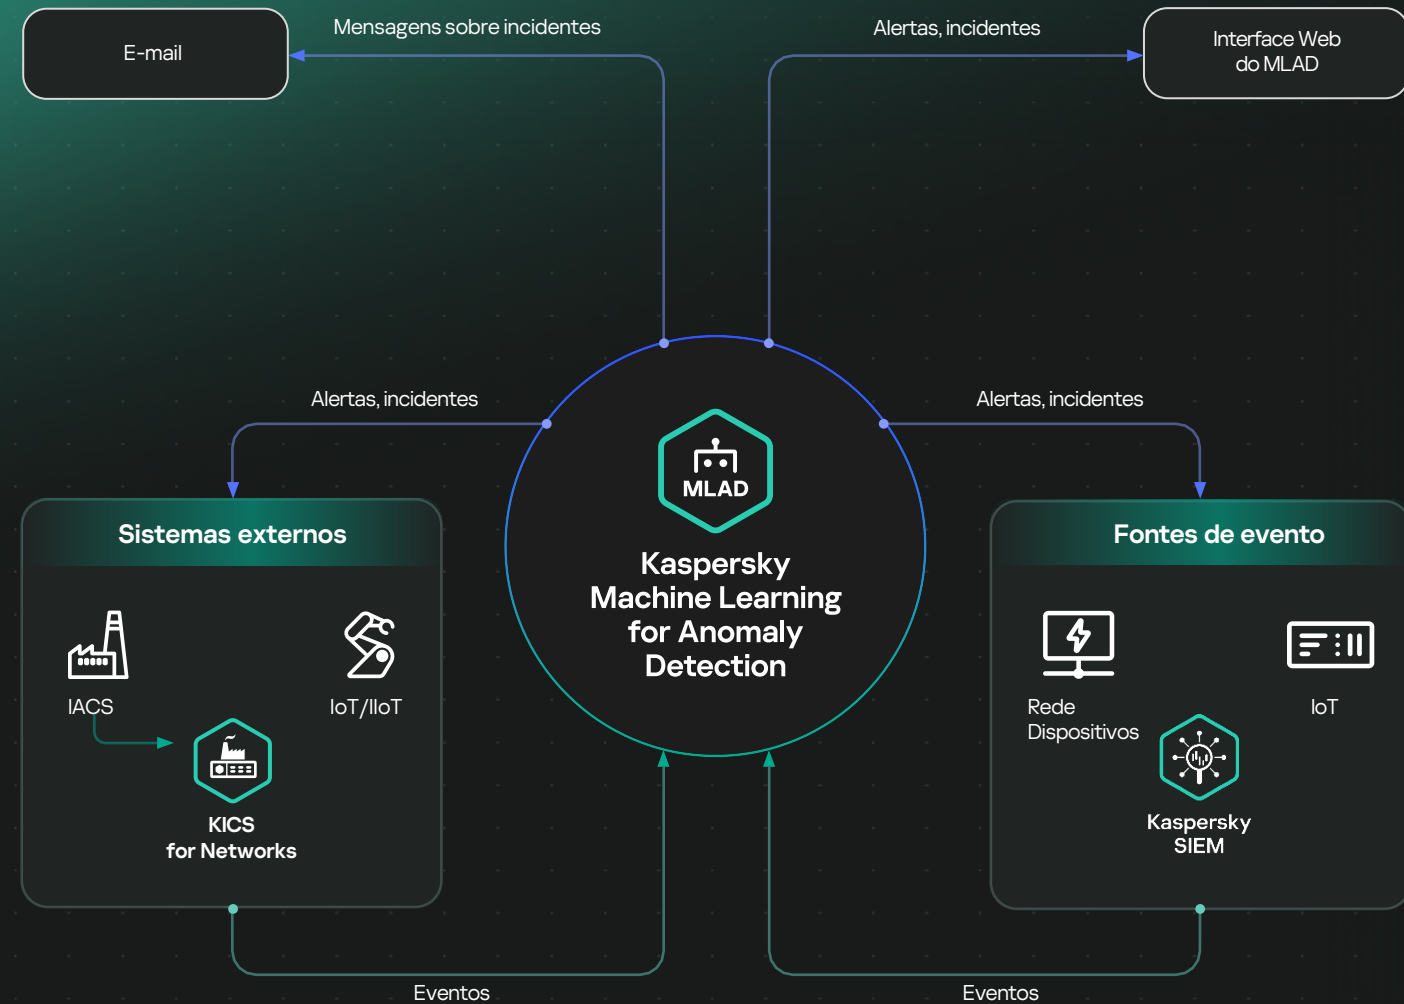 E-mail
Mensagens sobre incidentes
Alertas, incidentes
Interface Web
do MLAD
Alertas, incidentes
Alertas, incidentes
MLAD
Kaspersky
Machine Learning
for Anomaly
Detection
Sistemas externos
IACS
IoT/IIoT
KICS
for Networks
Fontes de evento
Rede
Dispositivos
IoT
Kaspersky
SIEM
Eventos
Eventos